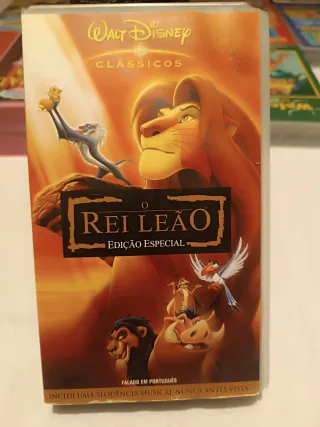 WALT DISNEY
CLÁSSICOS
O
REI LEÃO
EDIÇÃO ESPECIAL
FALADO EM PORTUGUÊS
INCLUI UMA SEQUÊNCIA MUSICAL NUNCA ANTES VISTA